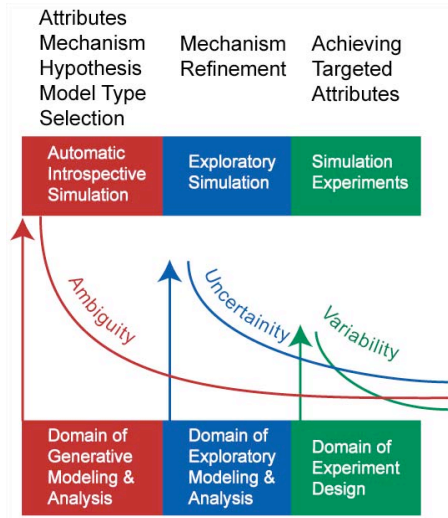 Attributes
Mechanism
Hypothesis
Model Type
Selection
Mechanism
Refinement
Achieving
Targeted
Attributes
Automatic
Introspective
Simulation
Exploratory
Simulation
Simulation
Experiments
Ambiguity
Uncertainity
Variability
Domain of
Generative
Modeling &
Analysis
Domain of
Exploratory
Modeling &
Analysis
Domain of
Experiment
Design